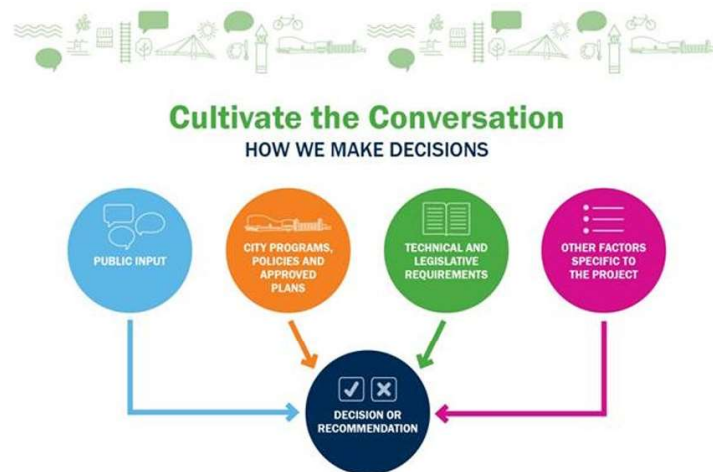 Cultivate the Conversation
HOW WE MAKE DECISIONS
PUBLIC INPUT
CITY PROGRAMS,
POLICIES AND
APPROVED
PLANS
TECHNICAL AND
LEGISLATIVE
REQUIREMENTS
OTHER FACTORS
SPECIFIC TO
THE PROJECT
DECISION OR
RECOMMENDATION